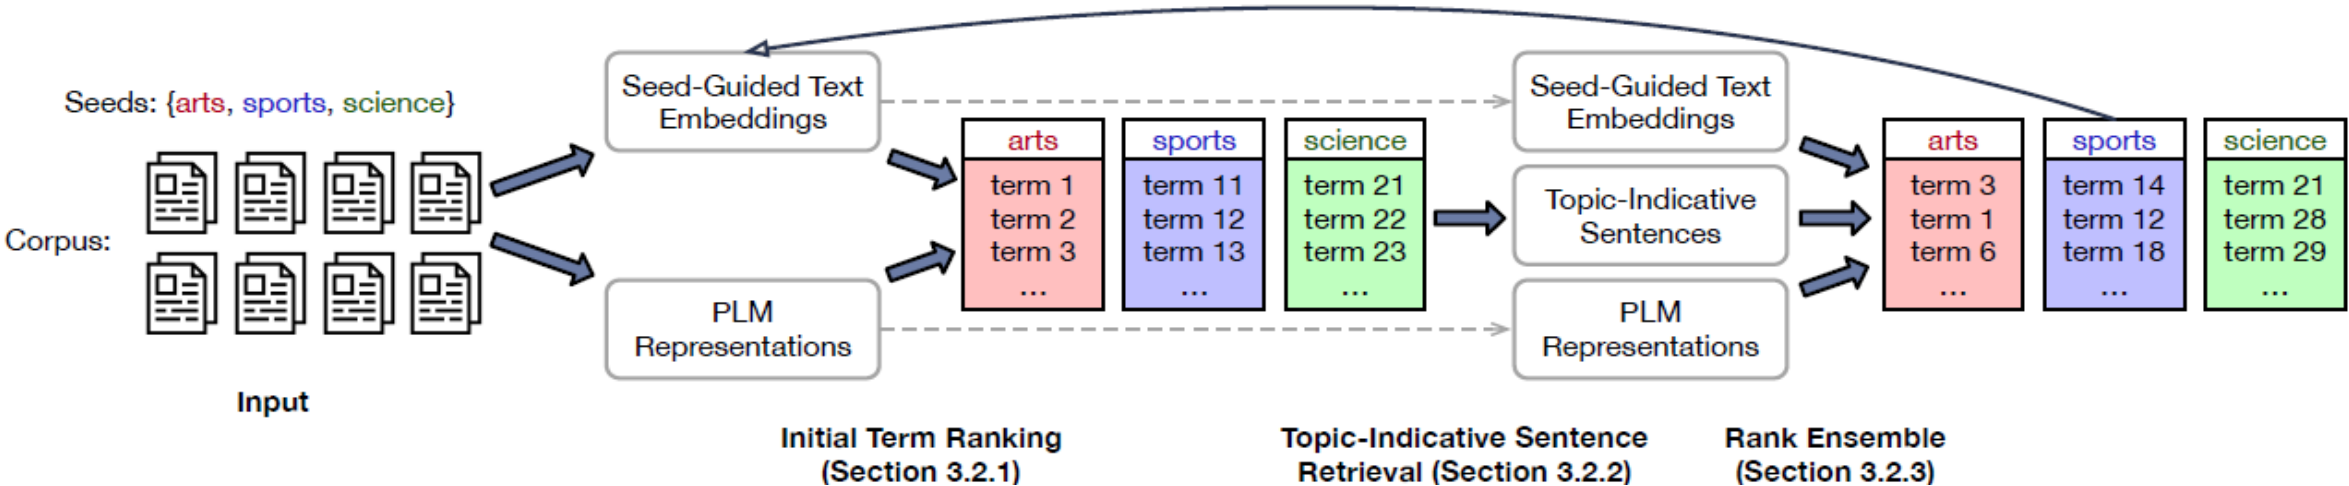 Seeds: {arts, sports, science}
Corpus:
Input
Seed-Guided Text
Embeddings
PLM
Representations
arts
term 1
term 2
term 3
...
sports
term 11
term 12
term 13
...
science
term 21
term 22
term 23
...
Initial Term Ranking
(Section 3.2.1)
Seed-Guided Text
Embeddings
Topic-Indicative
Sentences
PLM
Representations
Topic-Indicative Sentence
Retrieval (Section 3.2.2)
arts
term 3
term 1
term 6
...
sports
term 14
term 12
term 18
...
science
term 21
term 28
term 29
...
Rank Ensemble
(Section 3.2.3)